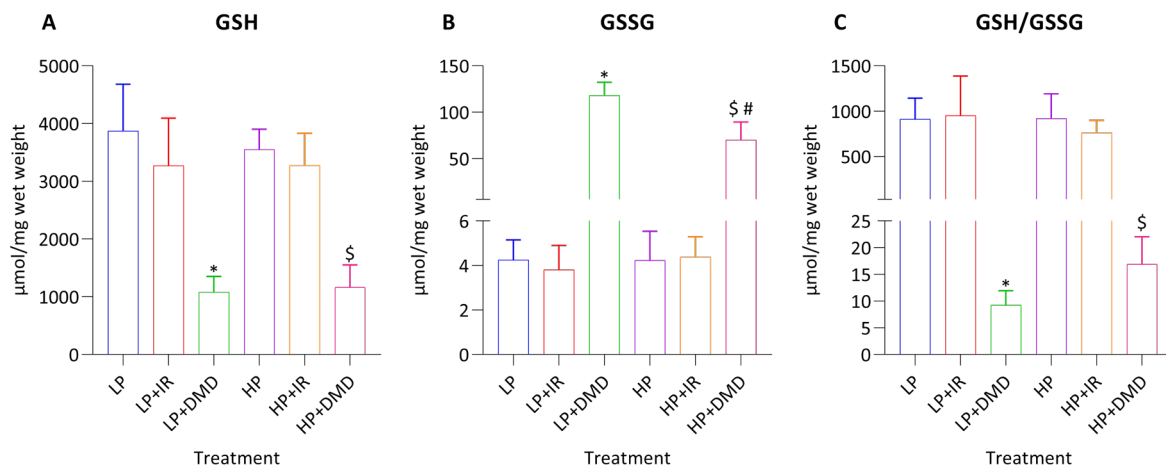 A GSH
B GSSG
C GSH/GSSG
µmol/mg wet weight
5000
4000
3000
2000
1000
0
*
$
LP
LP+IR
LP+DMD
HP
HP+IR
HP+DMD
Treatment
µmol/mg wet weight
150
100
50
6
4
2
0
*
$ #
LP
LP+IR
LP+DMD
HP
HP+IR
HP+DMD
Treatment
µmol/mg wet weight
1500
1000
500
25
20
15
10
5
0
*
$
LP
LP+IR
LP+DMD
HP
HP+IR
HP+DMD
Treatment